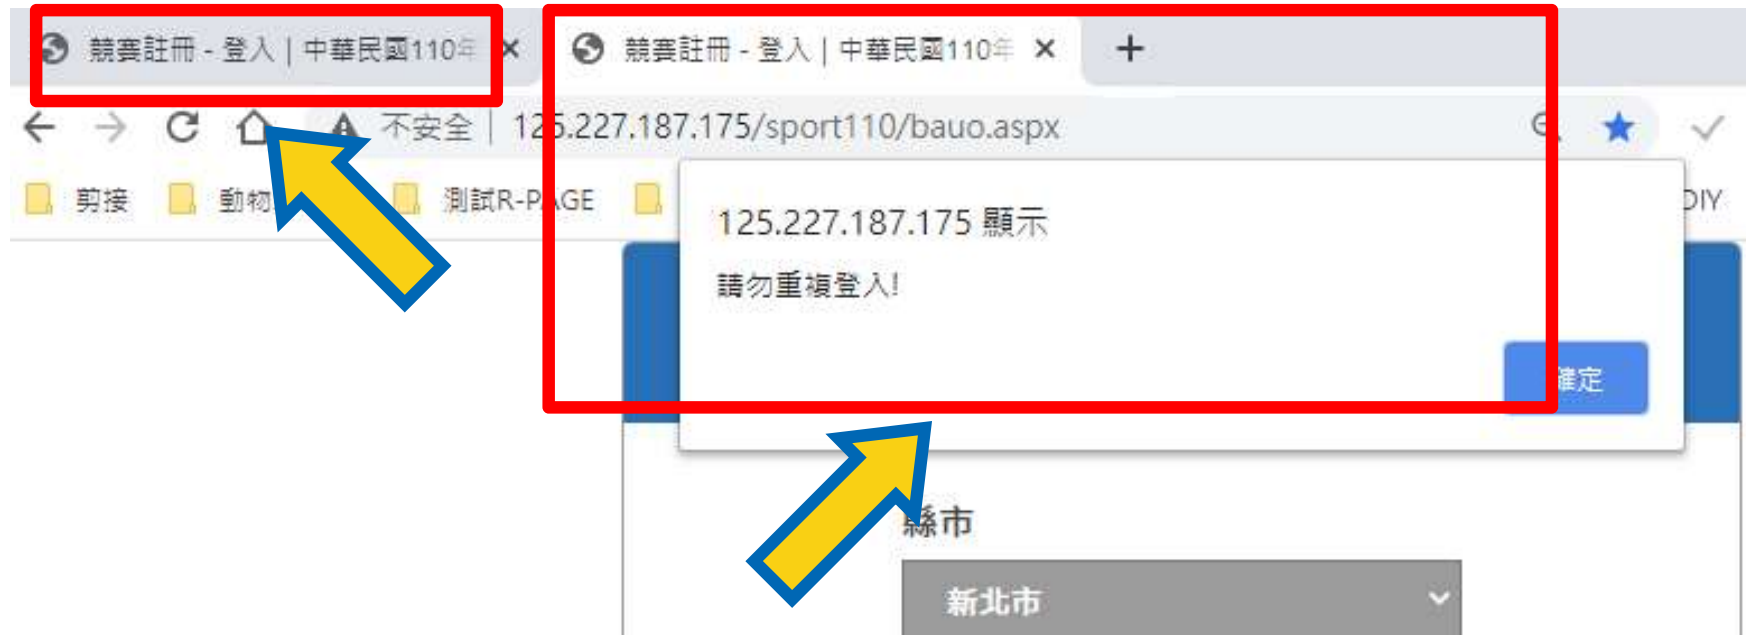 競賽註冊 - 登入 | 中華民國110年
競賽註冊 - 登入 | 中華民國110年
不安全 | 125.227.187.175/sport110/bauo.aspx
剪接 動物 測試R-PAGE DIY
125.227.187.175 顯示
請勿重複登入!
確定
縣市
新北市